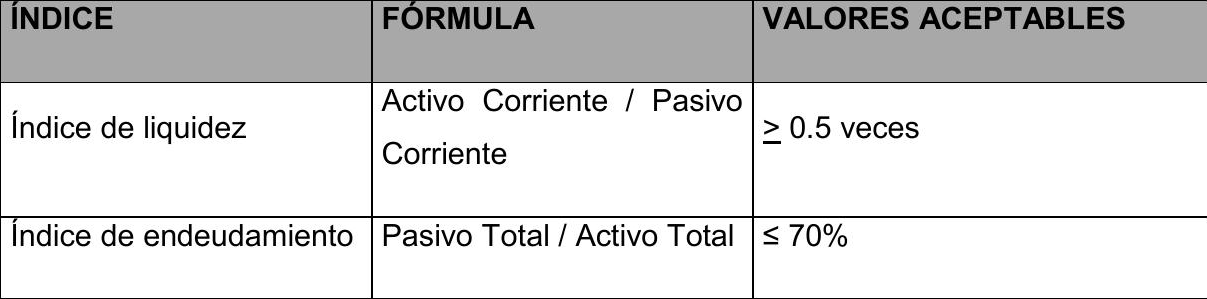 ÍNDICE
FÓRMULA
VALORES ACEPTABLES
Índice de liquidez
Activo Corriente / Pasivo
Corriente
≥ 0.5 veces
Índice de endeudamiento
Pasivo Total / Activo Total
≤ 70%